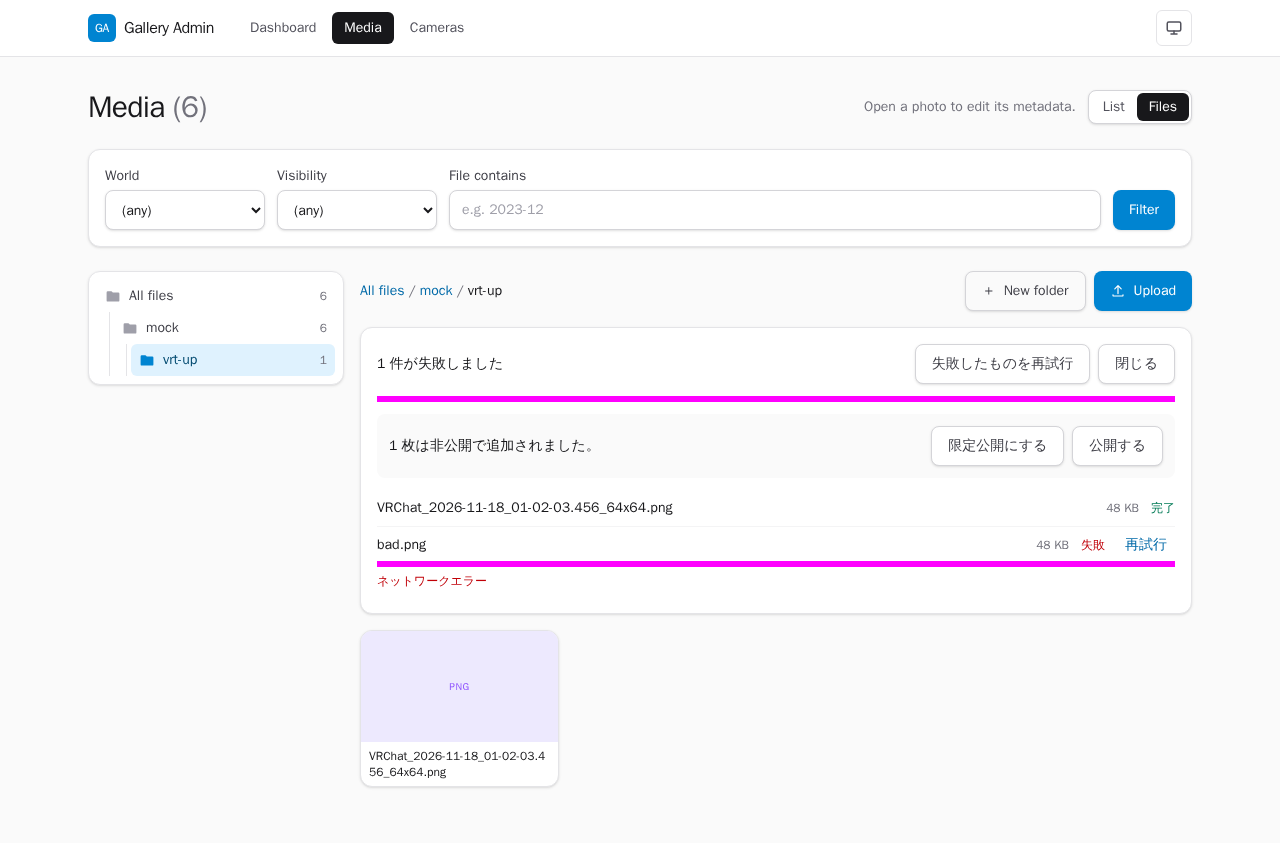 GA Gallery Admin Dashboard Media Cameras
Media (6)
Open a photo to edit its metadata. List Files
World Visibility File contains
(any) (any) e.g. 2023-12 Filter
All files 6
mock 6
vrt-up 1
All files / mock / vrt-up
+ New folder Upload
1 件が失敗しました 失敗したものを再試行 閉じる
1 枚は非公開で追加されました。 限定公開にする 公開する
VRChat_2026-11-18_01-02-03.456_64x64.png 48 KB 完了
bad.png 48 KB 失敗 再試行
ネットワークエラー
PNG
VRChat_2026-11-18_01-02-03.4
56_64x64.png